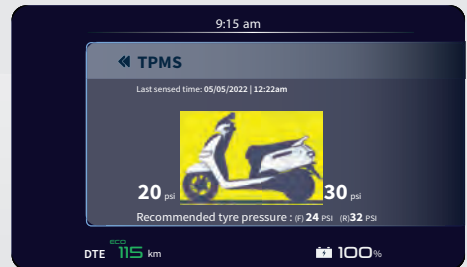 9:15 am
TPMS
Last sensed time: 05/05/2022 | 12:22am
20 psi 30 psi
Recommended tyre pressure : (F) 24 PSI (R)32 PSI
ECO
DTE 115 km 100%